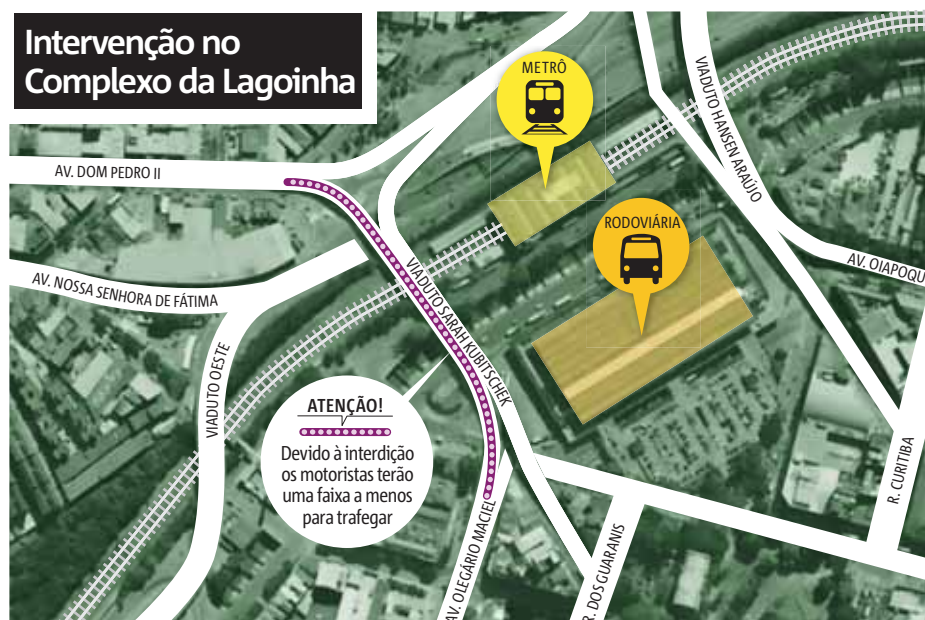 Intervenção no
Complexo da Lagoinha
METRÔ
VIADUTO HANSEN ARAÚJO
AV. DOM PEDRO II
RODOVIÁRIA
AV. OIAPOQU
AV. NOSSA SENHORA DE FÁTIMA
VIADUTO SARAH KUBITSCHEK
VIADUTO OESTE
ATENÇÃO!
Devido à interdição
os motoristas terão
uma faixa a menos
para trafegar
R. CURITIBA
AV. OLEGÁRIO MACIEL
R. DOS GUARANIS